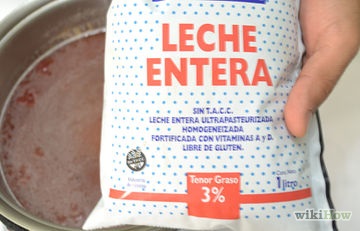 LECHE
ENTERA
SIN T.A.C.C.
LECHE ENTERA ULTRAPASTEURIZADA
HOMOGENEIZADA
FORTIFICADA CON VITAMINAS A y D.
LIBRE DE GLUTEN.
Tenor Graso
3%
1 litro
wikiHow